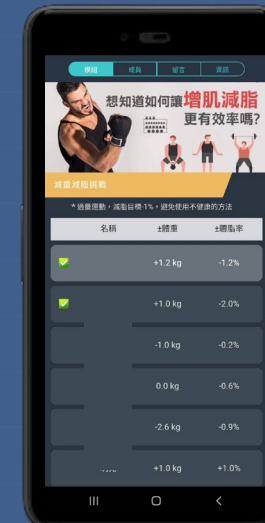 模組 成員 留言 資訊
想知道如何讓增肌減脂
更有效率嗎?
減重減脂挑戰
*適量運動,減脂目標-1%,避免使用不健康的方法
名稱 ±體重 ±體脂率
+1.2 kg -1.2%
+1.0 kg -2.0%
-1.0 kg -0.2%
0.0 kg -0.6%
-2.6 kg -0.9%
+1.0 kg +1.0%